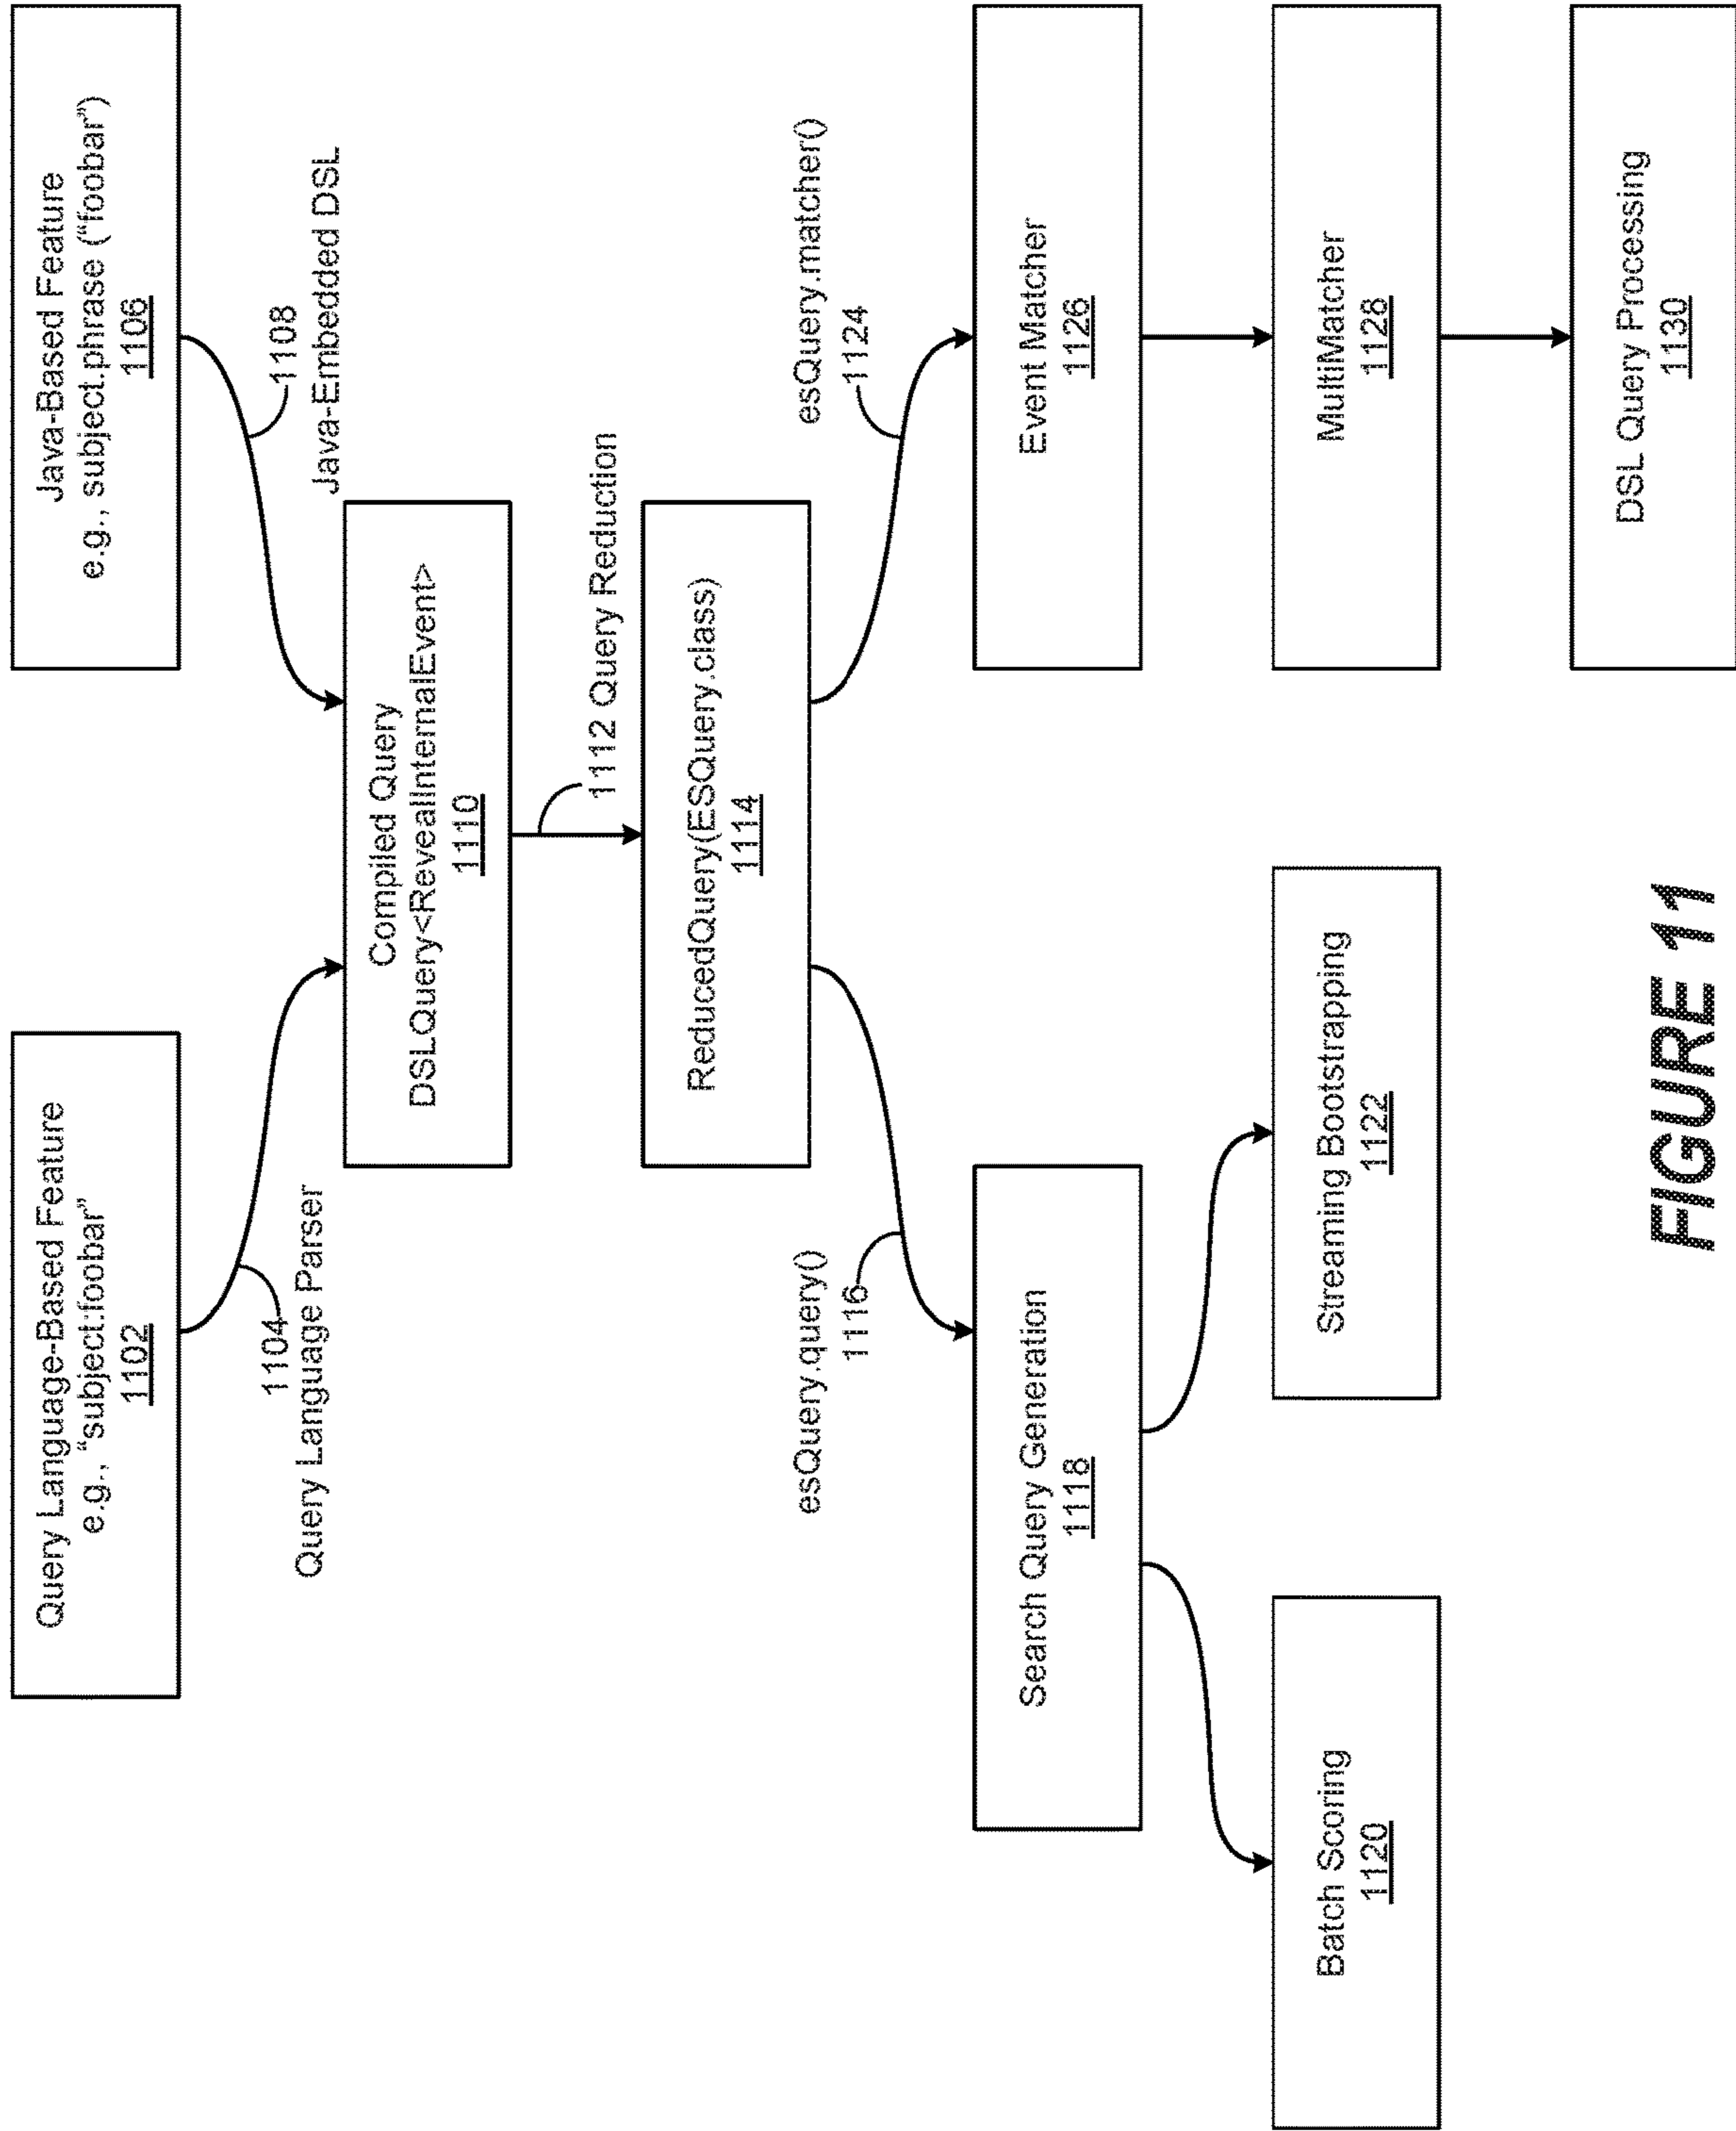 Query Language-Based Feature
e.g., “subject:foobar”
1102
Java-Based Feature
e.g., subject.phrase (“foobar”)
1106
1104
Query Language Parser
1108
Java-Embedded DSL
Compiled Query
DSLQuery<RevealInternalEvent>
1110
1112 Query Reduction
ReducedQuery(ESQuery.class)
1114
esQuery.query()
1116
esQuery.matcher()
1124
Search Query Generation
1118
Event Matcher
1126
Batch Scoring
1120
Streaming Bootstrapping
1122
MultiMatcher
1128
DSL Query Processing
1130
FIGURE 11